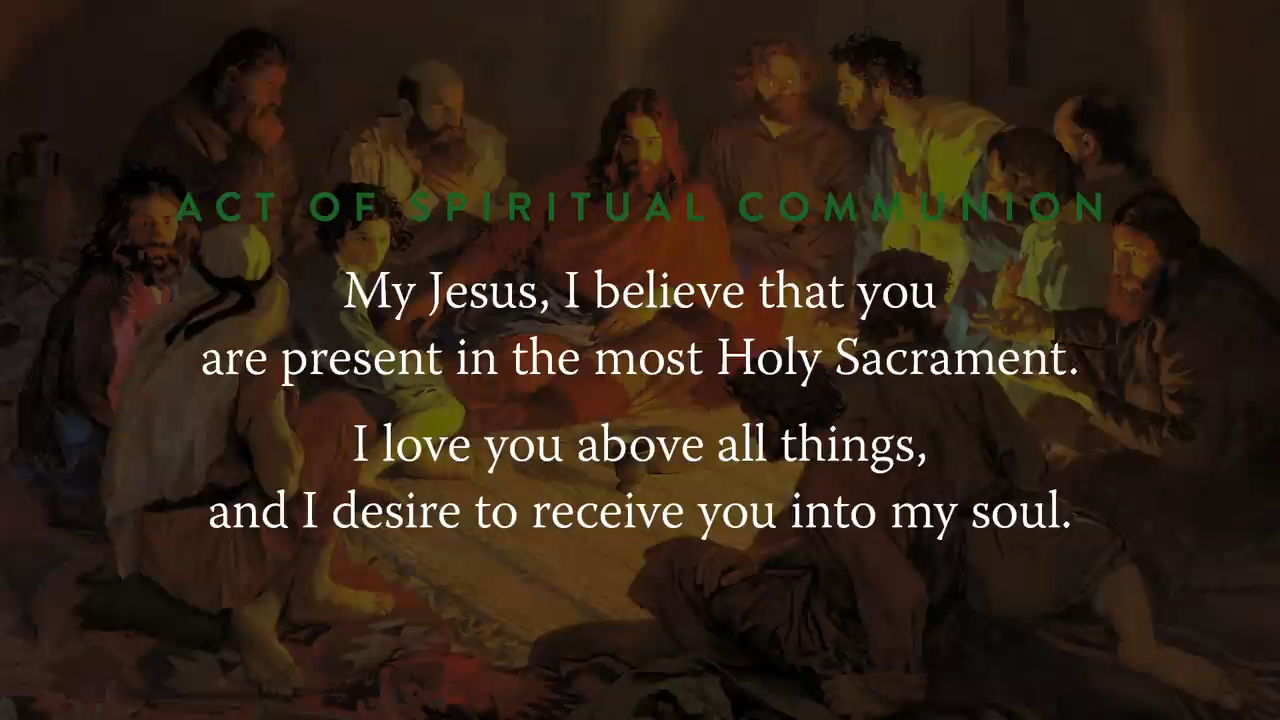 ACT OF SPIRITUAL COMMUNION
My Jesus, I believe that you
are present in the most Holy Sacrament.
I love you above all things,
and I desire to receive you into my soul.